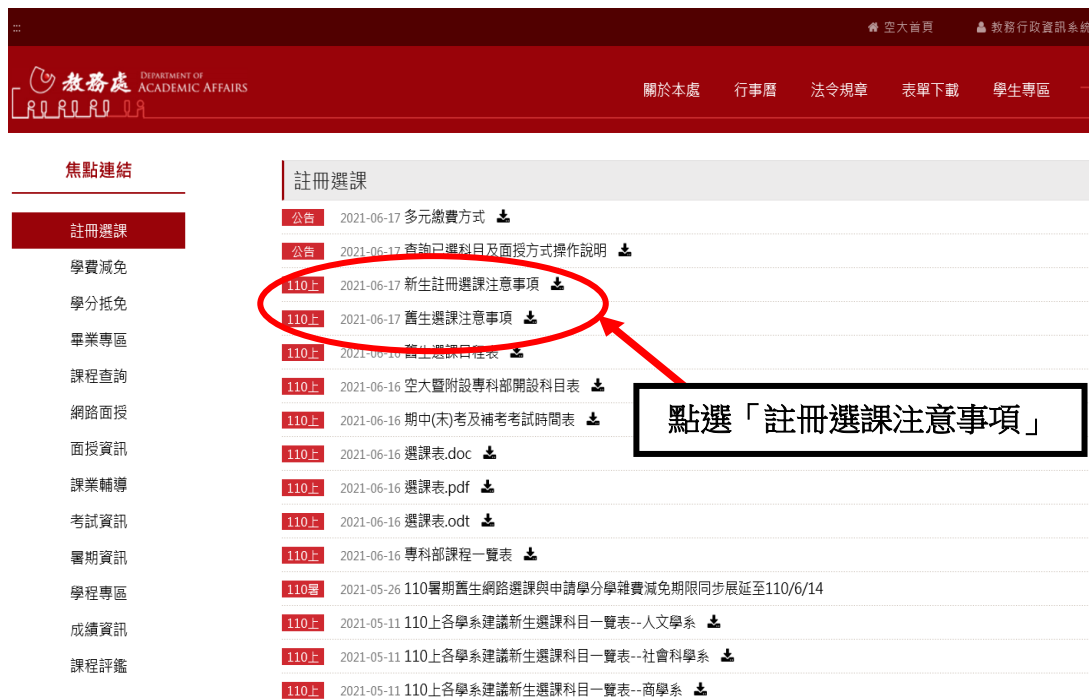 :::
空大首頁 教務行政資訊系統
教務處 DEPARTMENT OF ACADEMIC AFFAIRS
關於本處 行事曆 法令規章 表單下載 學生專區
焦點連結
註冊選課
學費減免
學分抵免
畢業專區
課程查詢
網路面授
面授資訊
課業輔導
考試資訊
暑期資訊
學程專區
成績資訊
課程評鑑
註冊選課
公告 2021-06-17 多元繳費方式
公告 2021-06-17 查詢已選科目及面授方式操作說明
110上 2021-06-17 新生註冊選課注意事項
110上 2021-06-17 舊生選課注意事項
110上 2021-06-16 舊生選課日程表
110上 2021-06-16 空大暨附設專科部開設科目表
110上 2021-06-16 期中(末)考及補考考試時間表
110上 2021-06-16 選課表.doc
110上 2021-06-16 選課表.pdf
110上 2021-06-16 選課表.odt
110上 2021-06-16 專科部課程一覽表
110暑 2021-05-26 110暑期舊生網路選課與申請學分學雜費減免期限同步展延至110/6/14
110上 2021-05-11 110上各學系建議新生選課科目一覽表--人文學系
110上 2021-05-11 110上各學系建議新生選課科目一覽表--社會科學系
110上 2021-05-11 110上各學系建議新生選課科目一覽表--商學系
點選「註冊選課注意事項」